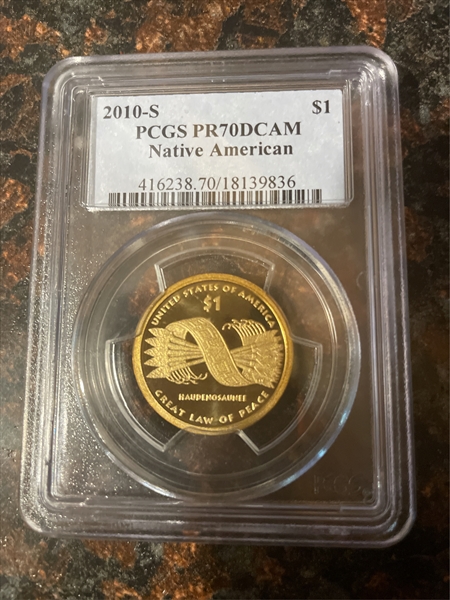 2010-S $1
PCGS PR70DCAM
Native American
416238.70/18139836
UNITED STATES OF AMERICA
$1
HAUDENOSAUNEE
GREAT LAW OF PEACE
PCGS